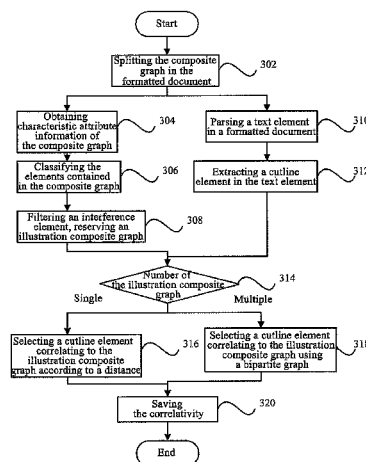 Start
Splitting the composite
graph in the
formatted document
302
Obtaining
characteristic attribute
information of
the composite graph
304
Parsing a text element
in a formatted document
310
Classifying the
elements contained
in the composite graph
306
Extracting a cutline
element in the text element
312
Filtering an interference
element, reserving an
illustration composite graph
308
Number of
the illustration composite
graph
314
Single
Multiple
Selecting a cutline element
correlating to the
illustration composite
graph according to a distance
316
Selecting a cutline element
correlating to the illustration
composite graph using
a bipartite graph
318
Saving
the correlativity
320
End